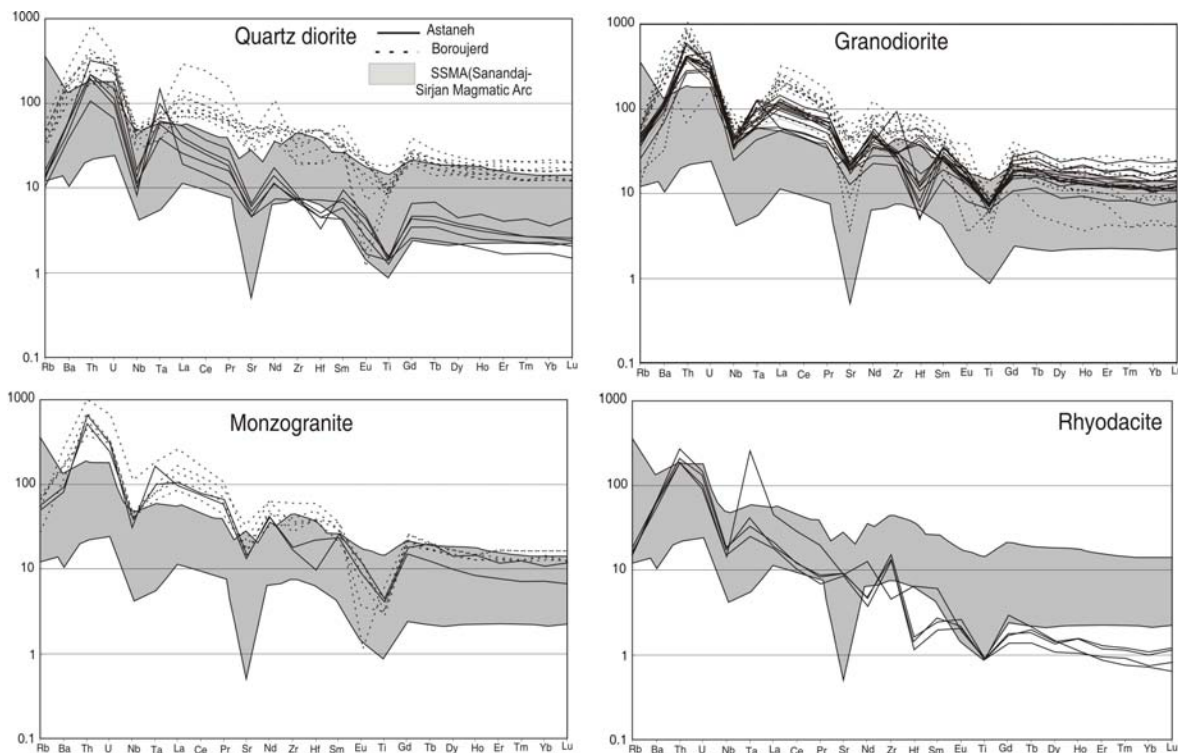 1000
100
10
1
0.1
Quartz diorite
Astaneh
Boroujerd
SSMA(Sanandaj-
Sirjan Magmatic Arc
Rb Ba Th U Nb Ta La Ce Pr Sr Nd Zr Hf Sm Eu Ti Gd Tb Dy Ho Er Tm Yb Lu
1000
100
10
1
0.1
Granodiorite
Rb Ba Th U Nb Ta La Ce Pr Sr Nd Zr Hf Sm Eu Ti Gd Tb Dy Ho Er Tm Yb Lu
1000
100
10
1
0.1
Monzogranite
Rb Ba Th U Nb Ta La Ce Pr Sr Nd Zr Hf Sm Eu Ti Gd Tb Dy Ho Er Tm Yb Lu
1000
100
10
1
0.1
Rhyodacite
Rb Ba Th U Nb Ta La Ce Pr Sr Nd Zr Hf Sm Eu Ti Gd Tb Dy Ho Er Tm Yb Lu